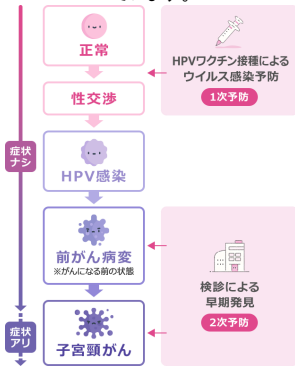 正常
性交渉
HPV感染
前がん病変
※がんになる前の状態
子宮頸がん
症状
ナシ
症状
アリ
HPVワクチン接種による
ウイルス感染予防
1次予防
検診による
早期発見
2次予防